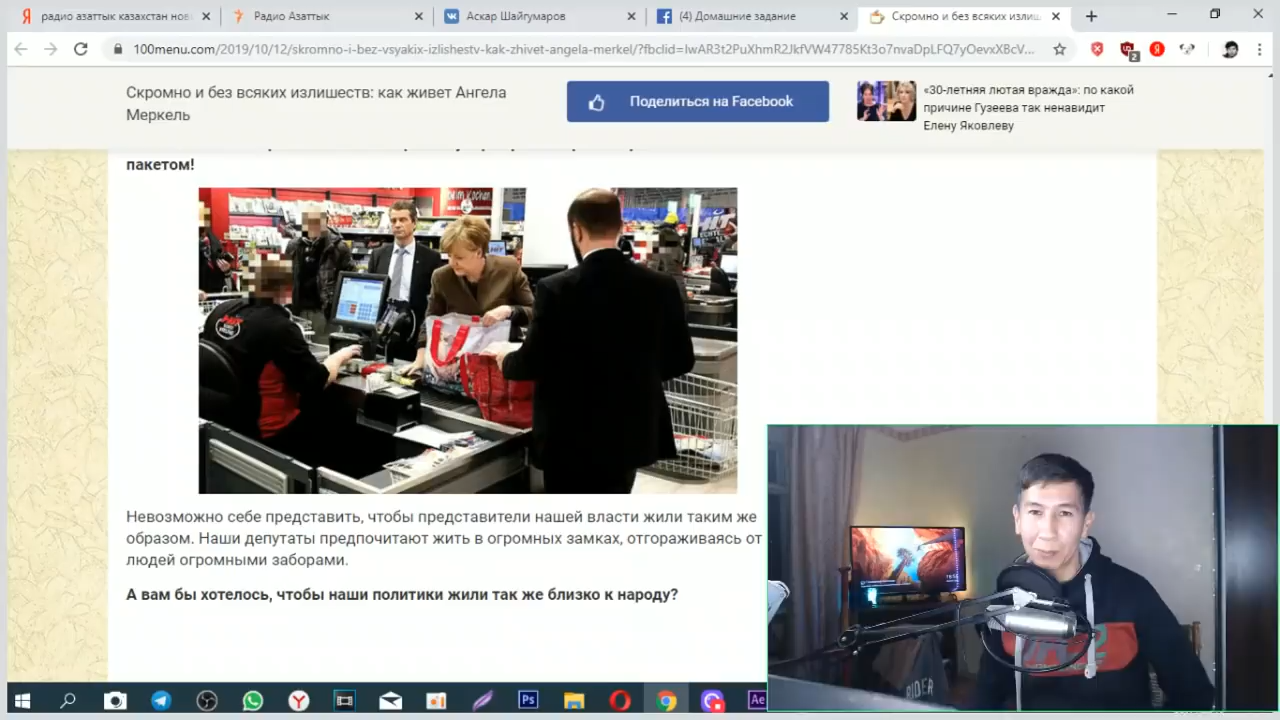 радио азаттык казахстан нов
Радио Азаттык
Аскар Шайгумаров
(4) Домашние задание
Скромно и без всяких излиш
100menu.com/2019/10/12/skromno-i-bez-vsyakix-izlishestv-kak-zhivet-angela-merkel/?fbclid=IwAR3t2PuXhmR2JkfVW47785Kt3o7nvaDpLFQ7yOevxXBcV...
2
Скромно и без всяких излишеств: как живет Ангела
Меркель
Поделиться на Facebook
«30-летняя лютая вражда»: по какой
причине Гузеева так ненавидит
Елену Яковлеву
пакетом!
Невозможно себе представить, чтобы представители нашей власти жили таким же
образом. Наши депутаты предпочитают жить в огромных замках, отгораживаясь от
людей огромными заборами.
А вам бы хотелось, чтобы наши политики жили так же близко к народу?
RIDER
Ps
Ae